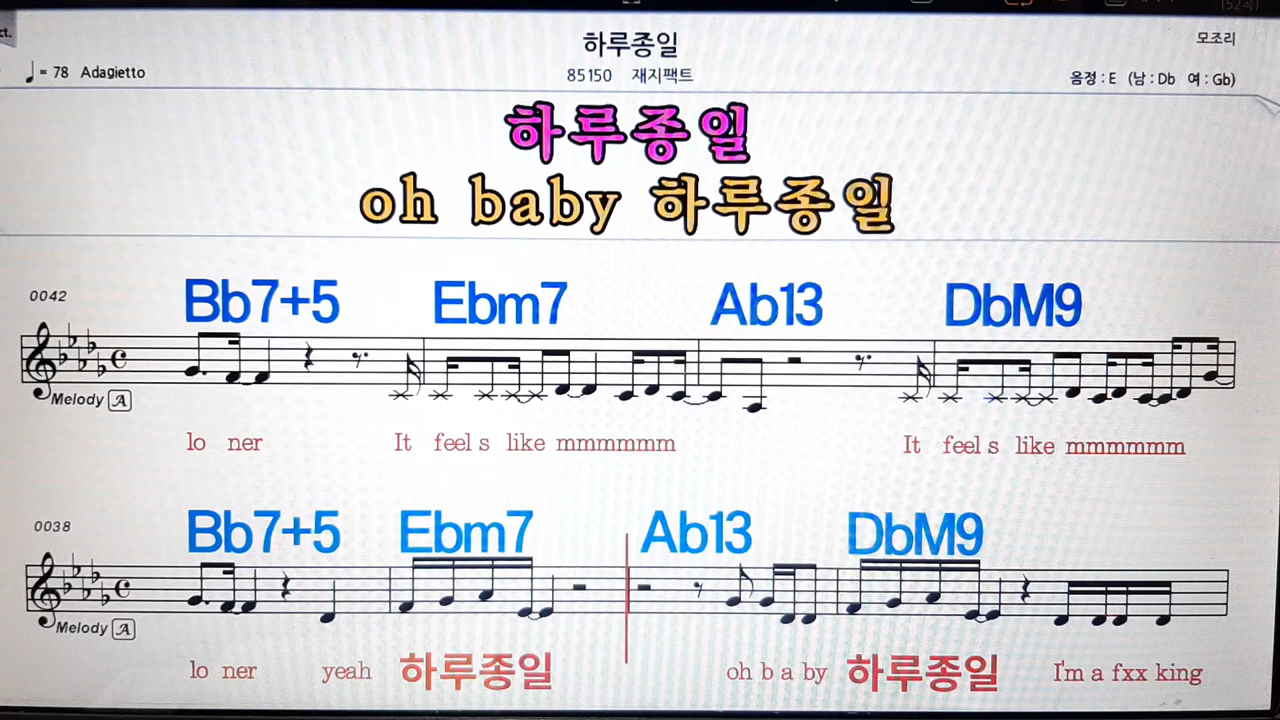 ct.
하루종일
모조리
= 78 Adagietto
85150 재지팩트
음정 : E (남 : Db 여 : Gb)
하루종일
oh baby 하루종일
0042
Bb7+5 Ebm7 Ab13 DbM9
Melody A
lo ner It feel s like mmmmmm It feel s like mmmmmm
0038
Bb7+5 Ebm7 Ab13 DbM9
Melody A
lo ner yeah 하루종일 oh b a by 하루종일 I'm a fxx king